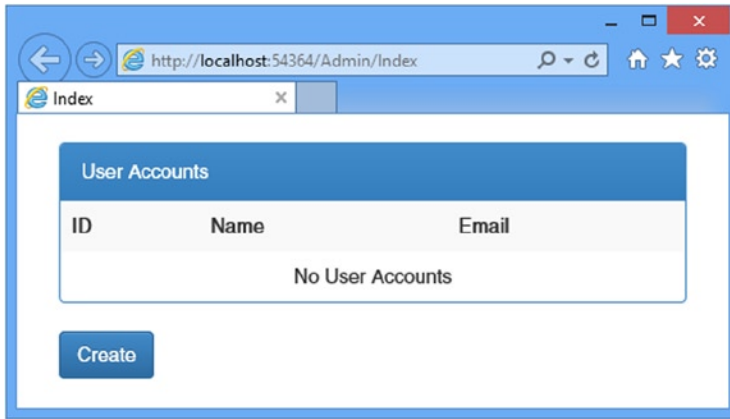 http://localhost:54364/Admin/Index
Index
User Accounts
ID Name Email
No User Accounts
Create